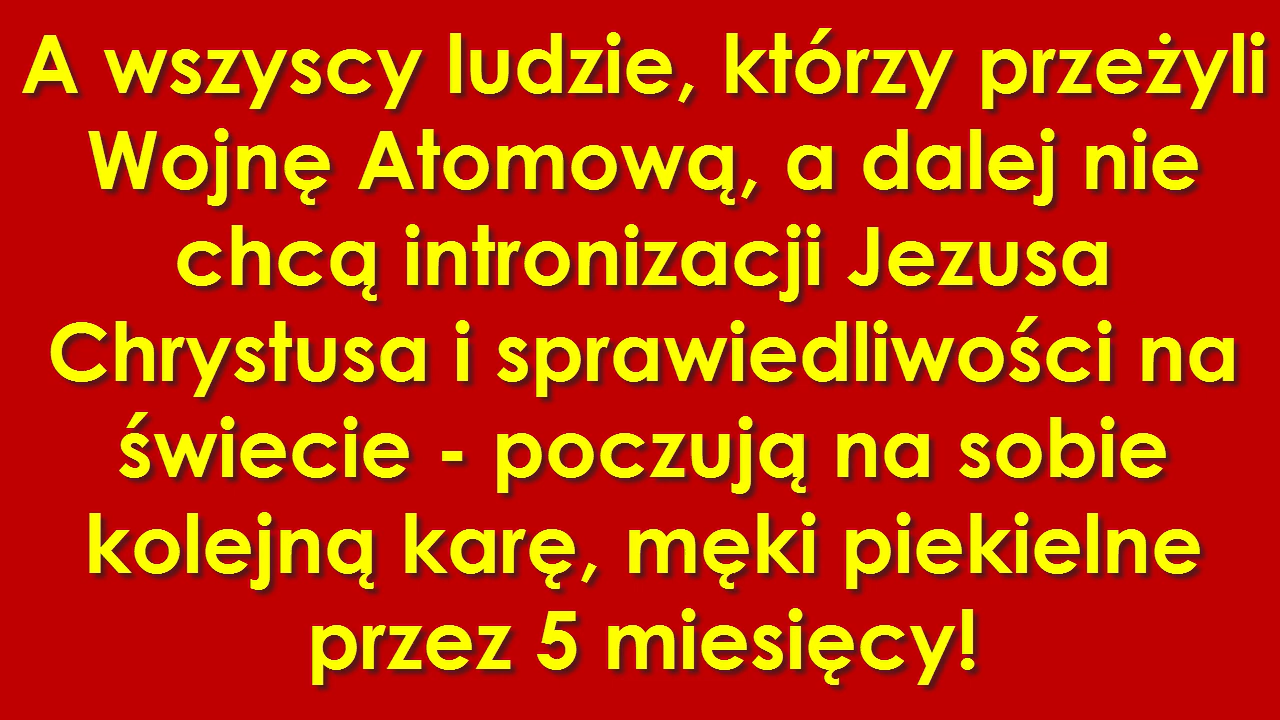 A wszyscy ludzie, którzy przeżyli
Wojnę Atomową, a dalej nie
chcą intronizacji Jezusa
Chrystusa i sprawiedliwości na
świecie - poczują na sobie
kolejną karę, męki piekielne
przez 5 miesięcy!